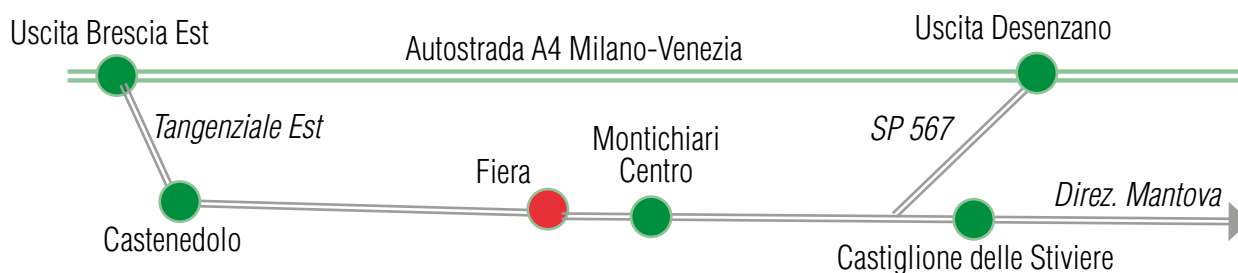 Uscita Brescia Est
Autostrada A4 Milano-Venezia
Uscita Desenzano
Tangenziale Est
SP 567
Fiera
Montichiari
Centro
Direz. Mantova
Castenedolo
Castiglione delle Stiviere